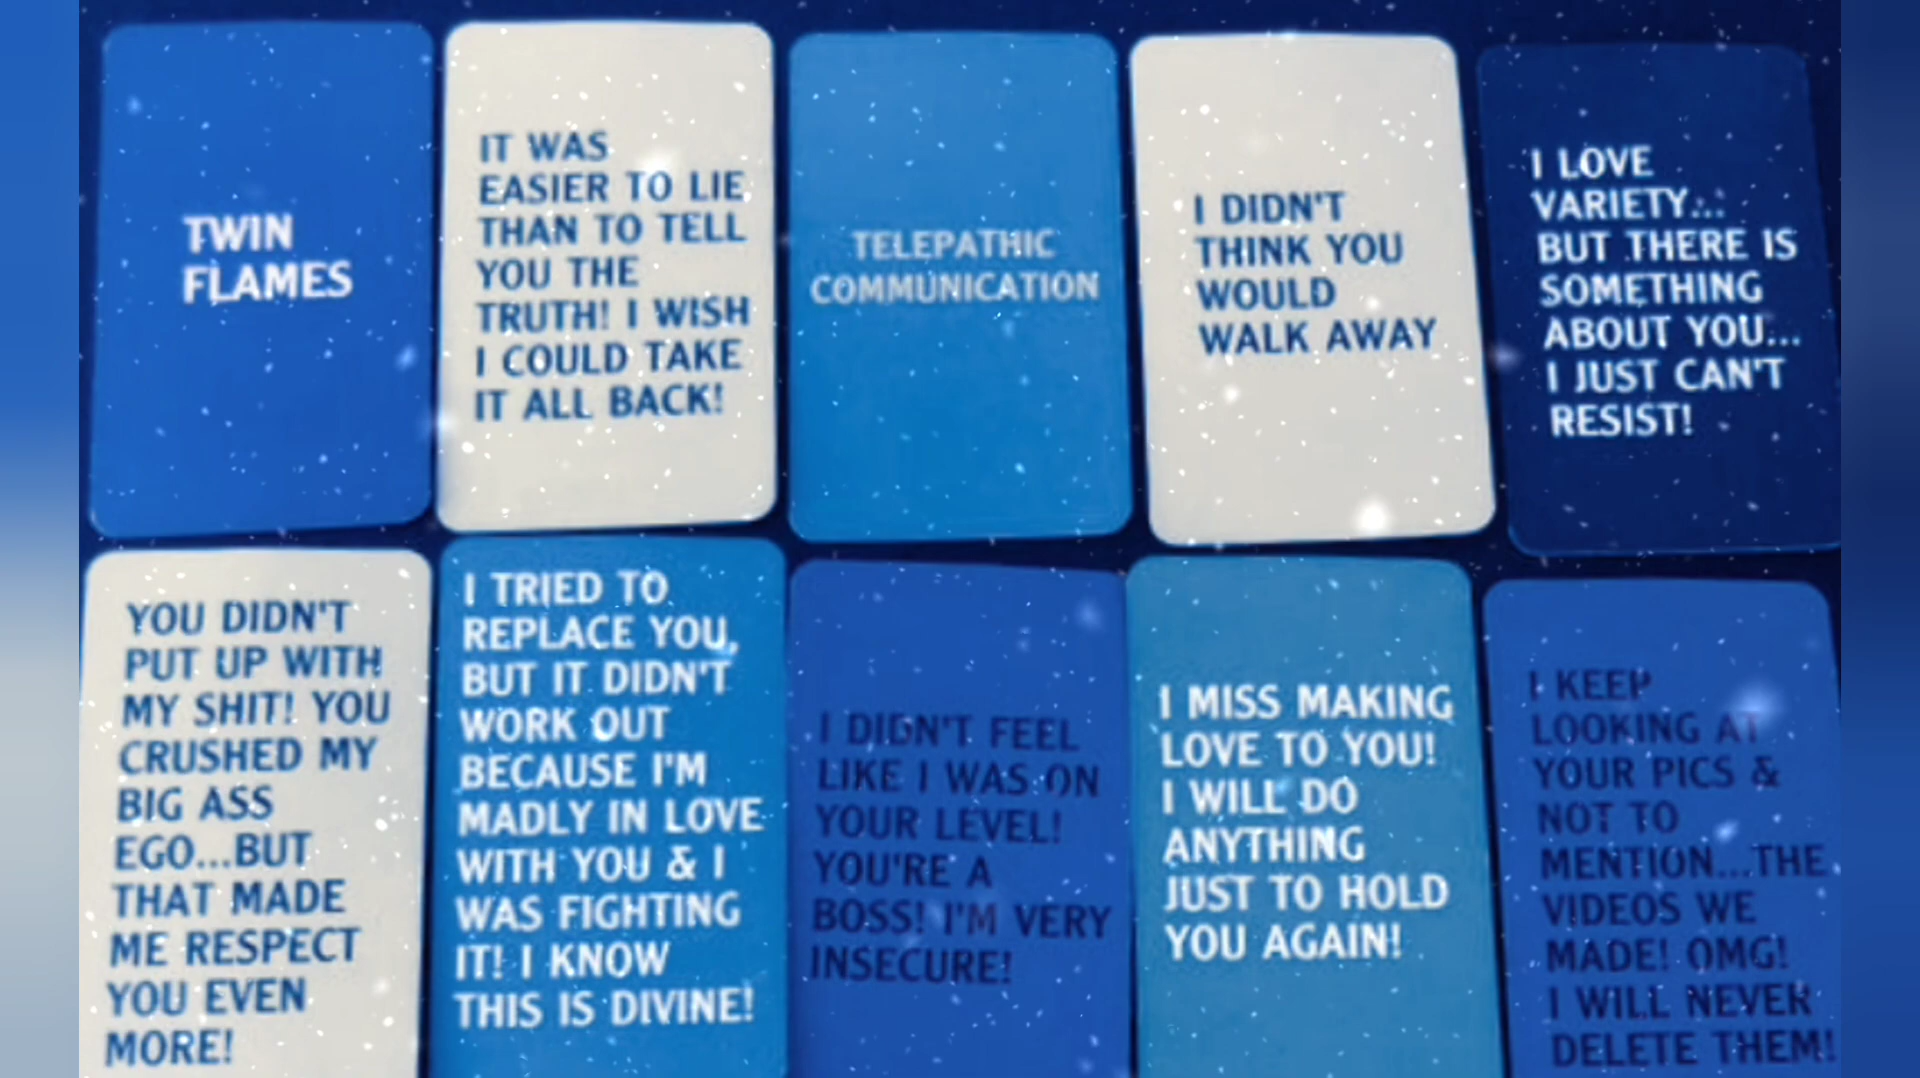 TWIN
FLAMES
IT WAS
EASIER TO LIE
THAN TO TELL
YOU THE
TRUTH! I WISH
I COULD TAKE
IT ALL BACK!
TELEPATHIC
COMMUNICATION
I DIDN'T
THINK YOU
WOULD
WALK AWAY
I LOVE
VARIETY...
BUT THERE IS
SOMETHING
ABOUT YOU...
I JUST CAN'T
RESIST!
YOU DIDN'T
PUT UP WITH
MY SHIT! YOU
CRUSHED MY
BIG ASS
EGO...BUT
THAT MADE
ME RESPECT
YOU EVEN
MORE!
I TRIED TO
REPLACE YOU,
BUT IT DIDN'T
WORK OUT
BECAUSE I'M
MADLY IN LOVE
WITH YOU & I
WAS FIGHTING
IT! I KNOW
THIS IS DIVINE!
I DIDN'T FEEL
LIKE I WAS ON
YOUR LEVEL!
YOU'RE A
BOSS! I'M VERY
INSECURE!
I MISS MAKING
LOVE TO YOU!
I WILL DO
ANYTHING
JUST TO HOLD
YOU AGAIN!
I KEEP
LOOKING AT
YOUR PICS &
NOT TO
MENTION...THE
VIDEOS WE
MADE! OMG!
I WILL NEVER
DELETE THEM!